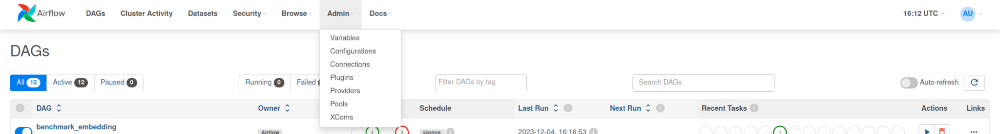 Airflow DAGs Cluster Activity Datasets Security Browse Admin Docs 16:12 UTC AU
Variables
DAGs
Configurations
Connections
All 12 Active 12 Paused 0 Running 0 Failed Filter DAGs by tag Search DAGs Auto-refresh
Plugins
Providers
Pools
DAG Owner Schedule Last Run Next Run Recent Tasks Actions Links
XComs
benchmark_embedding
Airflow 4 3 @once 2023-12-04, 16:16:53 1